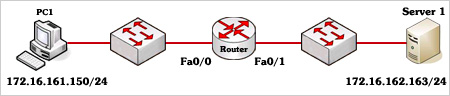 PC1
Server 1
Router
Fa0/0
Fa0/1
172.16.161.150/24
172.16.162.163/24